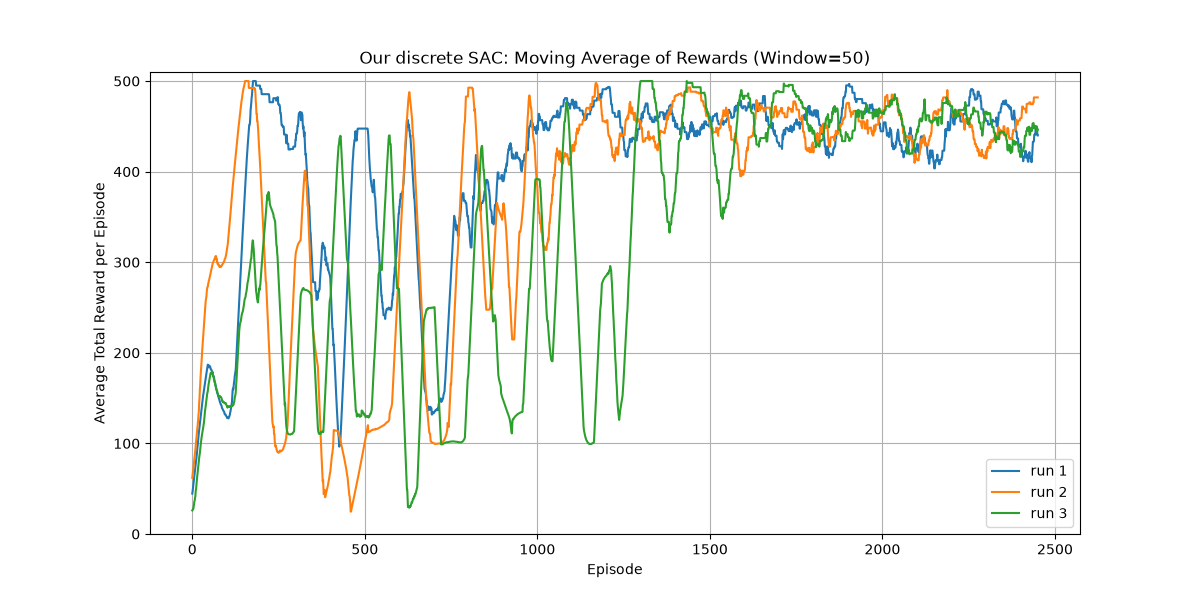 Our discrete SAC: Moving Average of Rewards (Window=50)
Average Total Reward per Episode
500
400
300
200
100
0
0 500 1000 1500 2000 2500
Episode
run 1
run 2
run 3